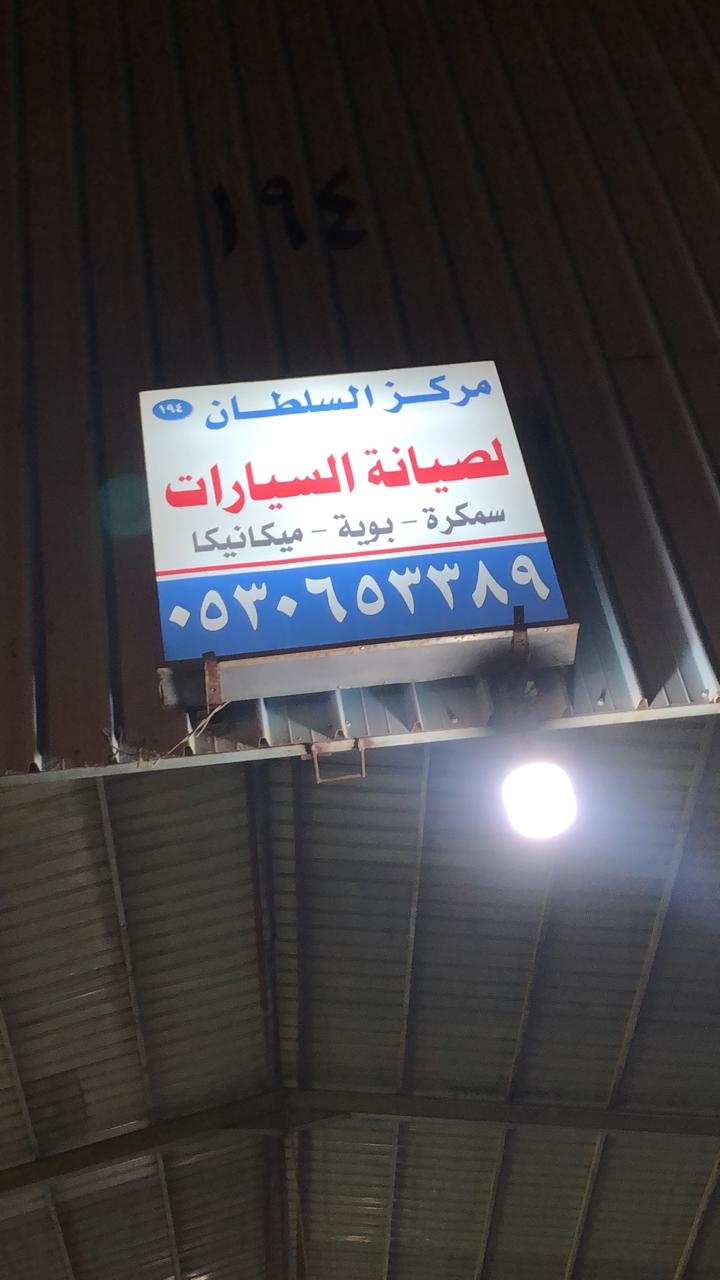 ١٩٤
مركز السلطان ١٩٤
لصيانة السيارات
سمكرة - بوية - ميكانيكا
٠٥٣٠٦٥٣٣٨٩